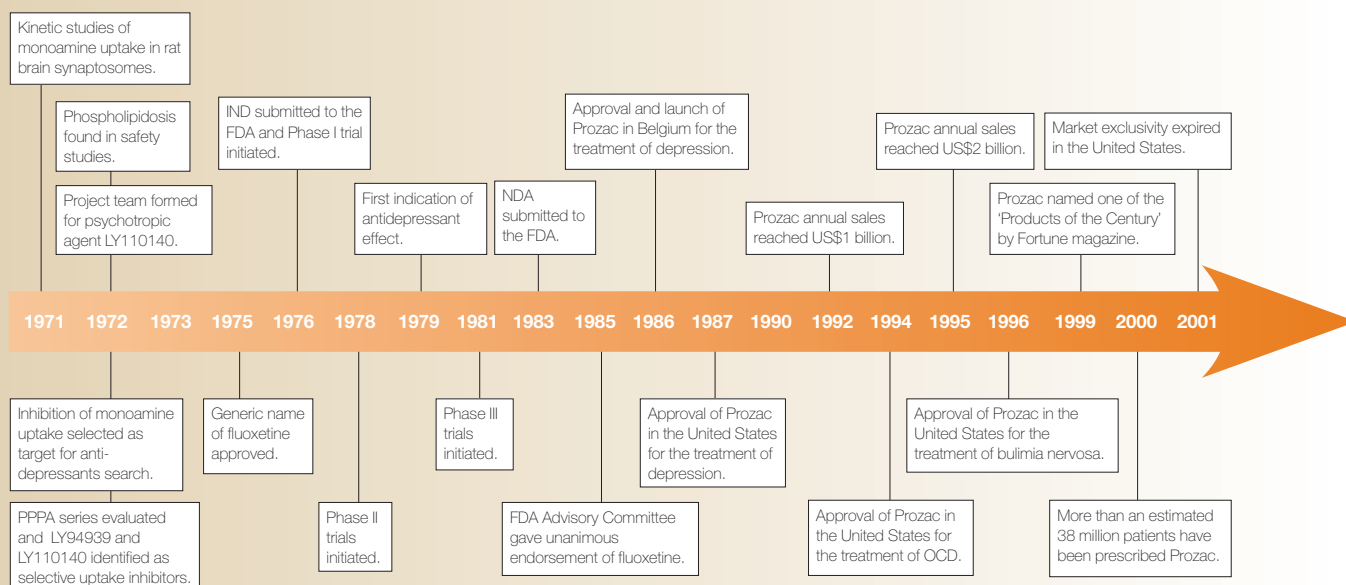 Kinetic studies of
monoamine uptake in rat
brain synaptosomes.
Phospholipidosis
found in safety
studies.
Project team formed
for psychotropic
agent LY110140.
IND submitted to the
FDA and Phase I trial
initiated.
First indication of
antidepressant
effect.
NDA
submitted to
the FDA.
Approval and launch of
Prozac in Belgium for the
treatment of depression.
Prozac annual sales
reached US$1 billion.
Prozac annual sales
reached US$2 billion.
Prozac named one of the
'Products of the Century'
by Fortune magazine.
Market exclusivity expired
in the United States.
1971 1972 1973 1975 1976 1978 1979 1981 1983 1985 1986 1987 1990 1992 1994 1995 1996 1999 2000 2001
Inhibition of monoamine
uptake selected as
target for anti-
depressants search.
PPPA series evaluated
and LY94939 and
LY110140 identified as
selective uptake inhibitors.
Generic name
of fluoxetine
approved.
Phase II
trials
initiated.
Phase III
trials
initiated.
FDA Advisory Committee
gave unanimous
endorsement of fluoxetine.
Approval of Prozac
in the United States
for the treatment of
depression.
Approval of Prozac in
the United States for
the treatment of OCD.
Approval of Prozac in the
United States for the
treatment of bulimia nervosa.
More than an estimated
38 million patients have
been prescribed Prozac.